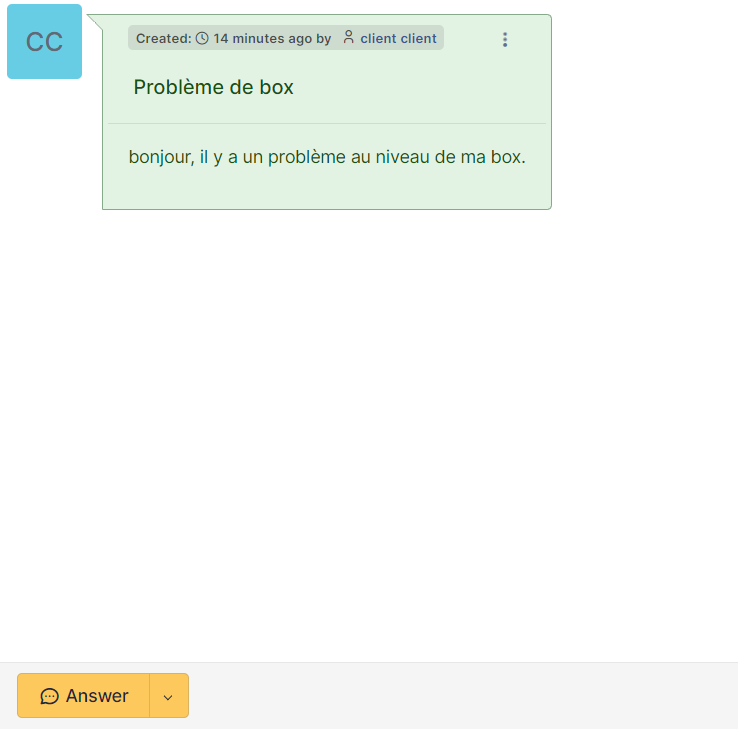 CC
Created: 14 minutes ago by client client
Problème de box
bonjour, il y a un problème au niveau de ma box.
Answer